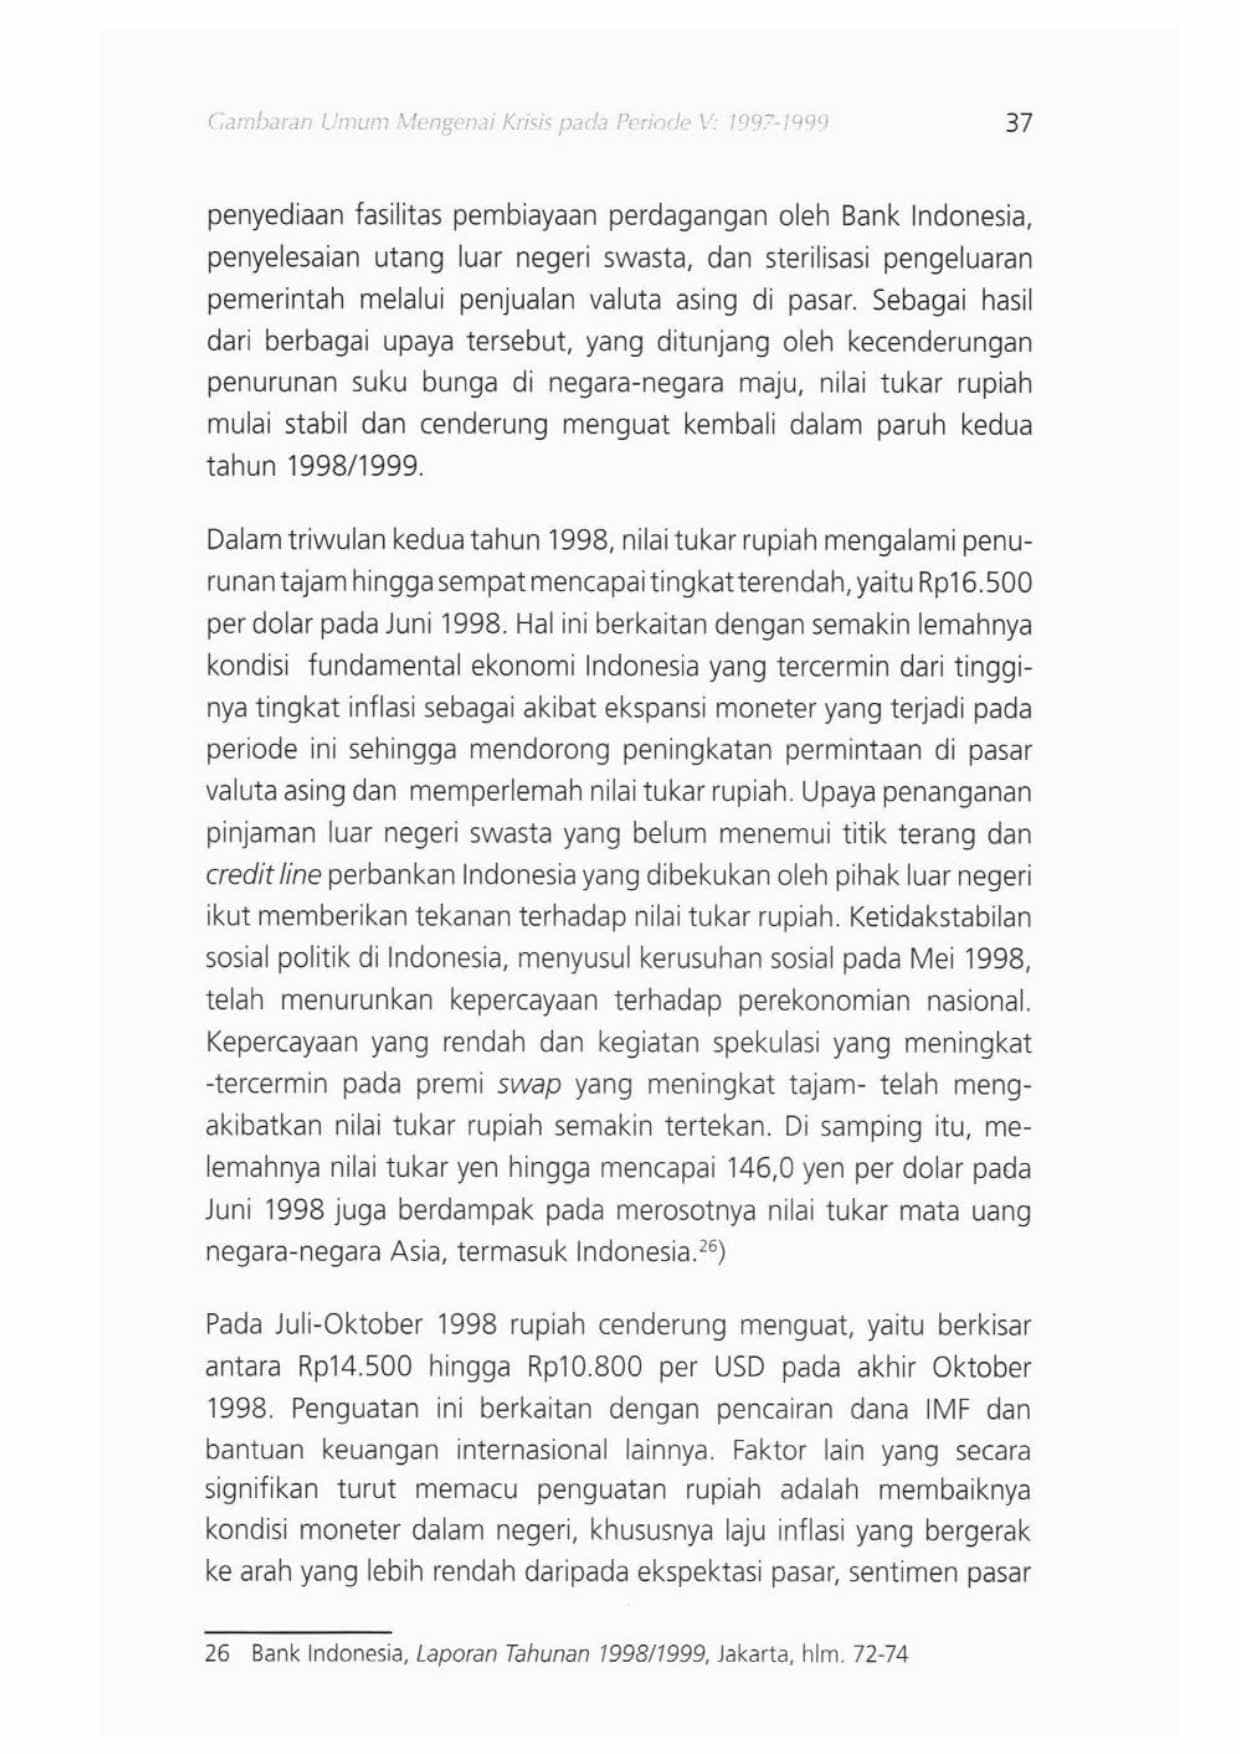 Gambaran Umum Mengenai Krisis pada Periode V: 1997-1999 37
penyediaan fasilitas pembiayaan perdagangan oleh Bank Indonesia,
penyelesaian utang luar negeri swasta, dan sterilisasi pengeluaran
pemerintah melalui penjualan valuta asing di pasar. Sebagai hasil
dari berbagai upaya tersebut, yang ditunjang oleh kecenderungan
penurunan suku bunga di negara-negara maju, nilai tukar rupiah
mulai stabil dan cenderung menguat kembali dalam paruh kedua
tahun 1998/1999.
Dalam triwulan kedua tahun 1998, nilai tukar rupiah mengalami penu-
runan tajam hingga sempat mencapai tingkat terendah, yaitu Rp16.500
per dolar pada Juni 1998. Hal ini berkaitan dengan semakin lemahnya
kondisi fundamental ekonomi Indonesia yang tercermin dari tinggi-
nya tingkat inflasi sebagai akibat ekspansi moneter yang terjadi pada
periode ini sehingga mendorong peningkatan permintaan di pasar
valuta asing dan memperlemah nilai tukar rupiah. Upaya penanganan
pinjaman luar negeri swasta yang belum menemui titik terang dan
credit line perbankan Indonesia yang dibekukan oleh pihak luar negeri
ikut memberikan tekanan terhadap nilai tukar rupiah. Ketidakstabilan
sosial politik di Indonesia, menyusul kerusuhan sosial pada Mei 1998,
telah menurunkan kepercayaan terhadap perekonomian nasional.
Kepercayaan yang rendah dan kegiatan spekulasi yang meningkat
-tercermin pada premi swap yang meningkat tajam- telah meng-
akibatkan nilai tukar rupiah semakin tertekan. Di samping itu, me-
lemahnya nilai tukar yen hingga mencapai 146,0 yen per dolar pada
Juni 1998 juga berdampak pada merosotnya nilai tukar mata uang
negara-negara Asia, termasuk Indonesia.26)
Pada Juli-Oktober 1998 rupiah cenderung menguat, yaitu berkisar
antara Rp14.500 hingga Rp10.800 per USD pada akhir Oktober
1998. Penguatan ini berkaitan dengan pencairan dana IMF dan
bantuan keuangan internasional lainnya. Faktor lain yang secara
signifikan turut memacu penguatan rupiah adalah membaiknya
kondisi moneter dalam negeri, khususnya laju inflasi yang bergerak
ke arah yang lebih rendah daripada ekspektasi pasar, sentimen pasar
26 Bank Indonesia, Laporan Tahunan 1998/1999, Jakarta, hlm. 72-74